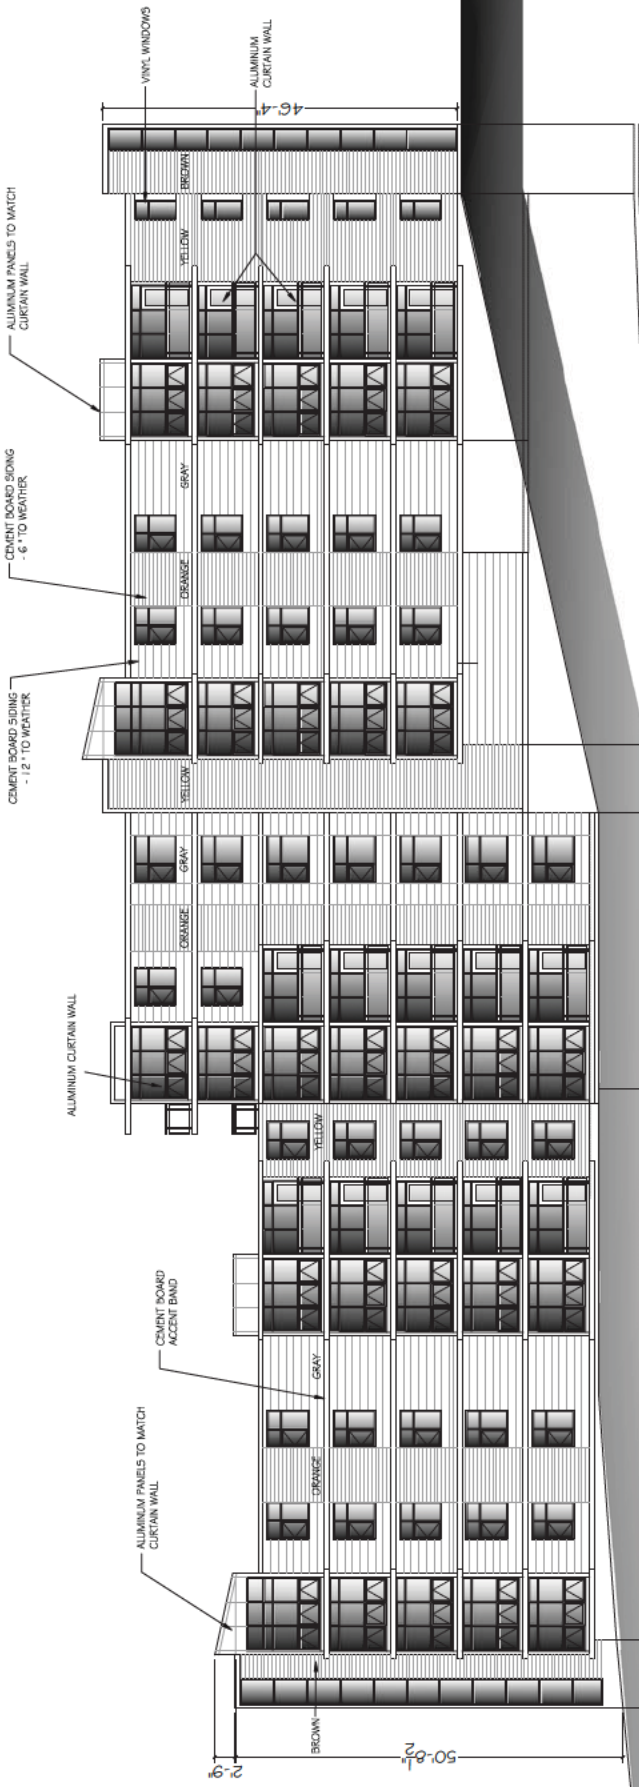 ALUMINUM PANELS TO MATCH
CURTAIN WALL
CEMENT BOARD
ACCENT BAND
ALUMINUM CURTAIN WALL
CEMENT BOARD SIDING
- 12 " TO WEATHER
CEMENT BOARD SIDING
- 6 " TO WEATHER
ALUMINUM PANELS TO MATCH
CURTAIN WALL
VINYL WINDOWS
ALUMINUM
CURTAIN WALL
2'-9"
50'-8 1/2"
46'-4"
BROWN
ORANGE
GRAY
YELLOW
ORANGE
GRAY
YELLOW
ORANGE
GRAY
YELLOW
BROWN